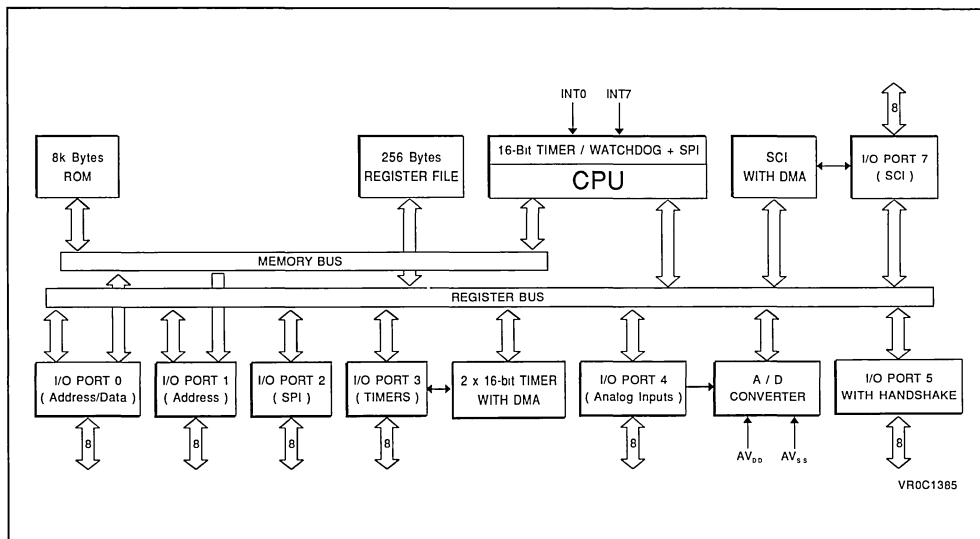 INT0 INT7
8
8k Bytes
ROM
256 Bytes
REGISTER FILE
16-Bit TIMER / WATCHDOG + SPI
CPU
SCI
WITH DMA
I/O PORT 7
( SCI )
MEMORY BUS
REGISTER BUS
I/O PORT 0
( Address/Data )
I/O PORT 1
( Address )
I/O PORT 2
( SPI )
I/O PORT 3
( TIMERS )
2 x 16-bit TIMER
WITH DMA
I/O PORT 4
( Analog Inputs )
A / D
CONVERTER
I/O PORT 5
WITH HANDSHAKE
8 8 8 8 8 8
AVDD AVSS
VR0C1385